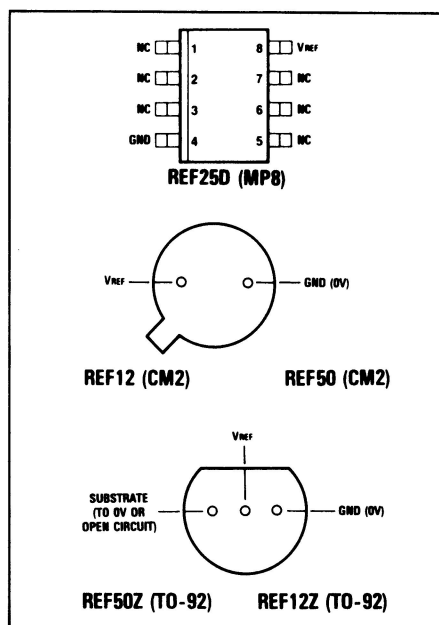 NC 1 8 VREF
NC 2 7 NC
NC 3 6 NC
GND 4 5 NC
REF25D (MP8)
VREF GND (0V)
REF12 (CM2) REF50 (CM2)
VREF
SUBSTRATE
(TO 0V OR
OPEN CIRCUIT)
GND (0V)
REF50Z (TO-92) REF12Z (TO-92)